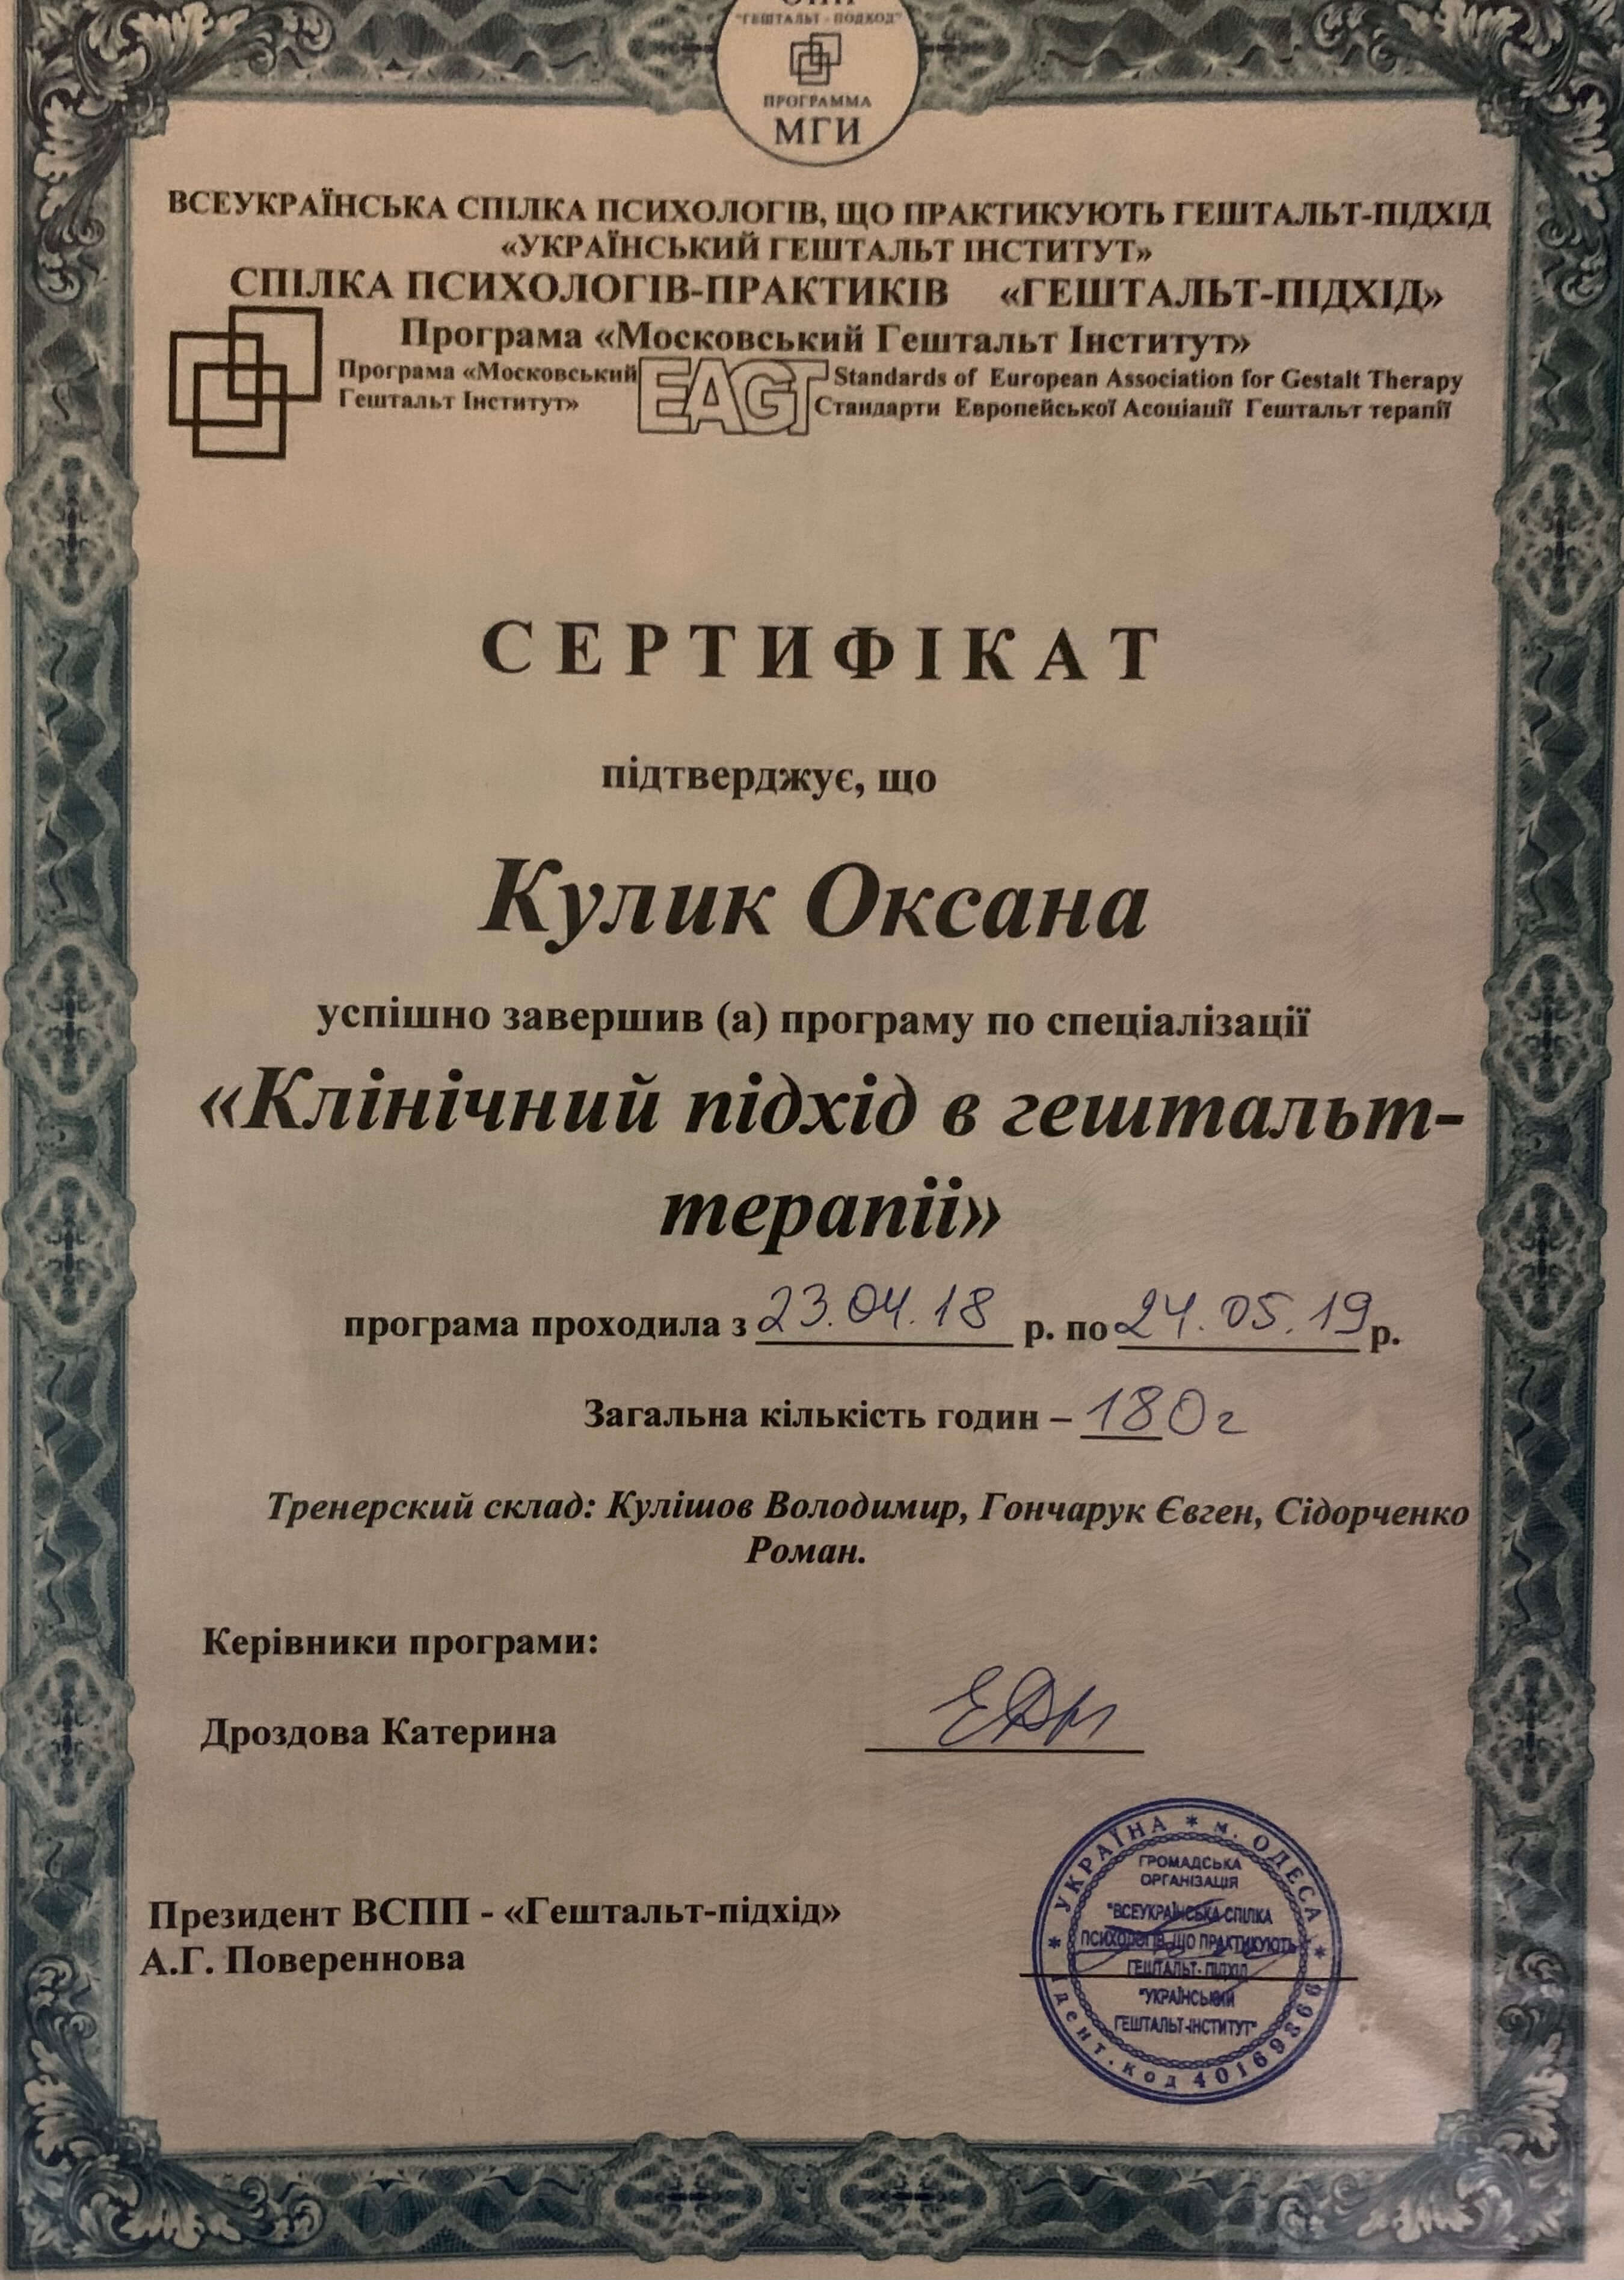 "ГЕШТАЛЬТ - ПОДХОД"
ПРОГРАММА
МГИ
ВСЕУКРАЇНСЬКА СПІЛКА ПСИХОЛОГІВ, ЩО ПРАКТИКУЮТЬ ГЕШТАЛЬТ-ПІДХІД
«УКРАЇНСЬКИЙ ГЕШТАЛЬТ ІНСТИТУТ»
СПІЛКА ПСИХОЛОГІВ-ПРАКТИКІВ «ГЕШТАЛЬТ-ПІДХІД»
Програма «Московський Гештальт Інститут»
Програма «Московський
Гештальт Інститут»
EAGT
Standards of European Association for Gestalt Therapy
Стандарти Європейської Асоціації Гештальт терапії
СЕРТИФІКАТ
підтверджує, що
Кулик Оксана
успішно завершив (а) програму по спеціалізації
«Клінічний підхід в гештальт-
терапіі»
програма проходила з 23.04.18 р. по 24.05.19 р.
Загальна кількість годин – 180 г
Тренерский склад: Кулішов Володимир, Гончарук Євген, Сідорченко
Роман.
Керівники програми:
Дроздова Катерина
Президент ВСПП - «Гештальт-підхід»
А.Г. Повереннова
* УКРАЇНА * м. ОДЕСА *
ГРОМАДСЬКА
ОРГАНІЗАЦІЯ
"ВСЕУКРАЇНСЬКА СПІЛКА
ПСИХОЛОГІВ, ЩО ПРАКТИКУЮТЬ
ГЕШТАЛЬТ- ПІДХІД
"УКРАЇНСЬКИЙ
ГЕШТАЛЬТ-ІНСТИТУТ"
Ідент. код 40169366